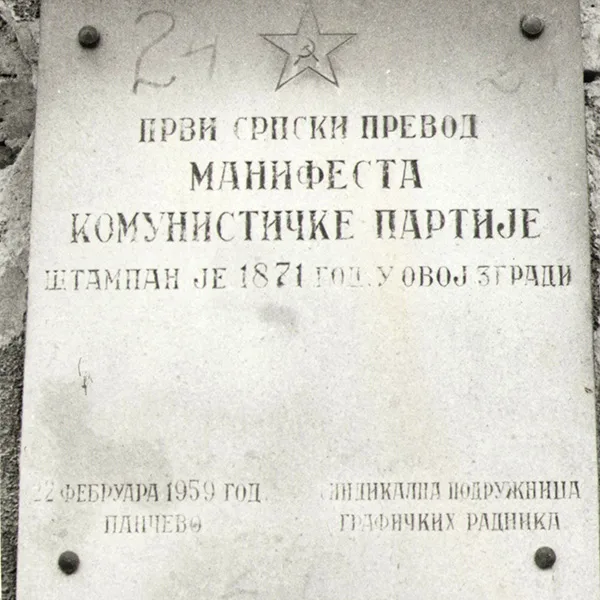 24
ПРВИ СРПСКИ ПРЕВОД
МАНИФЕСТА
КОМУНИСТИЧКЕ ПАРТИЈЕ
ШТАМПАН ЈЕ 1871 ГОД. У ОВОЈ ЗГРАДИ
22 ФЕБРУАРА 1959 ГОД.
ПАНЧЕВО
СИНДИКАЛНА ПОДРУЖНИЦА
ГРАФИЧКИХ РАДНИКА